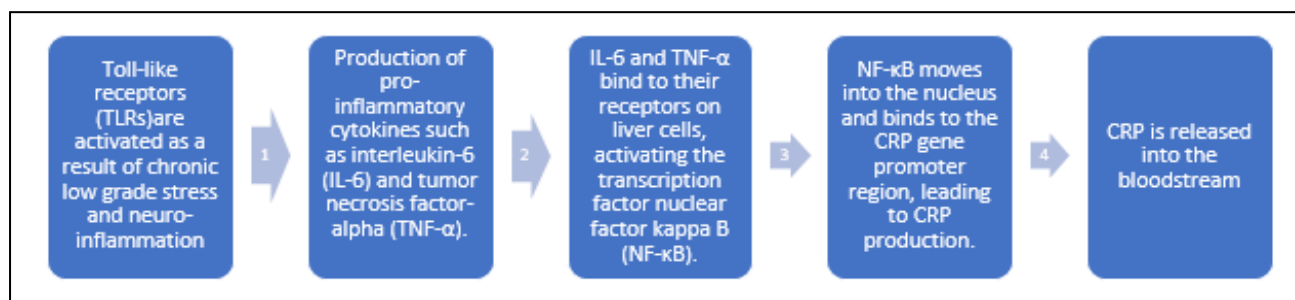 Toll-like
receptors
(TLRs)are
activated as a
result of chronic
low grade stress
and neuro-
inflammation
1
Production of
pro-
inflammatory
cytokines such
as interleukin-6
(IL-6) and tumor
necrosis factor-
alpha (TNF-α).
2
IL-6 and TNF-α
bind to their
receptors on
liver cells,
activating the
transcription
factor nuclear
factor kappa B
(NF-κB).
3
NF-κB moves
into the nucleus
and binds to the
CRP gene
promoter
region, leading
to CRP
production.
4
CRP is released
into the
bloodstream